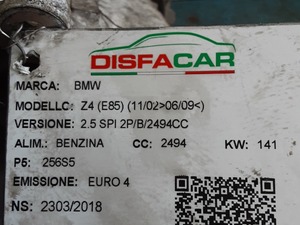 DISFACAR
MARCA: BMW
MODELLO: Z4 (E85) (11/02>06/09<)
VERSIONE: 2.5 SPI 2P/B/2494CC
ALIM.: BENZINA CC: 2494 KW: 141
P5: 256S5
EMISSIONE: EURO 4
NS: 2303/2018